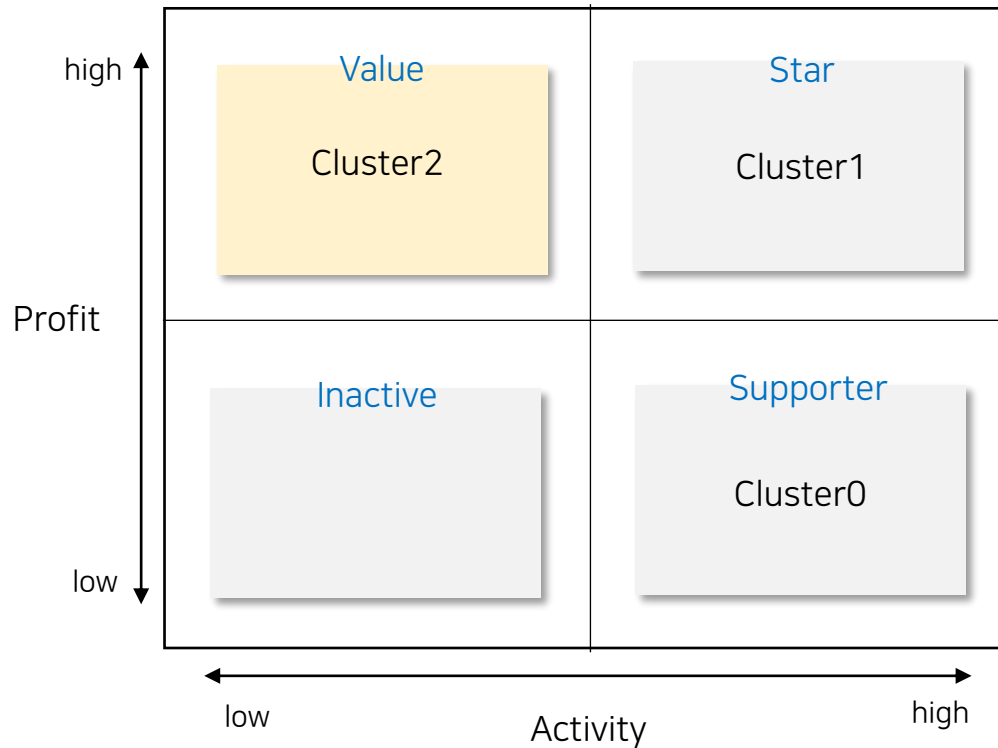 high
Value
Star
Cluster2
Cluster1
Profit
Inactive
Supporter
Cluster0
low
low
Activity
high